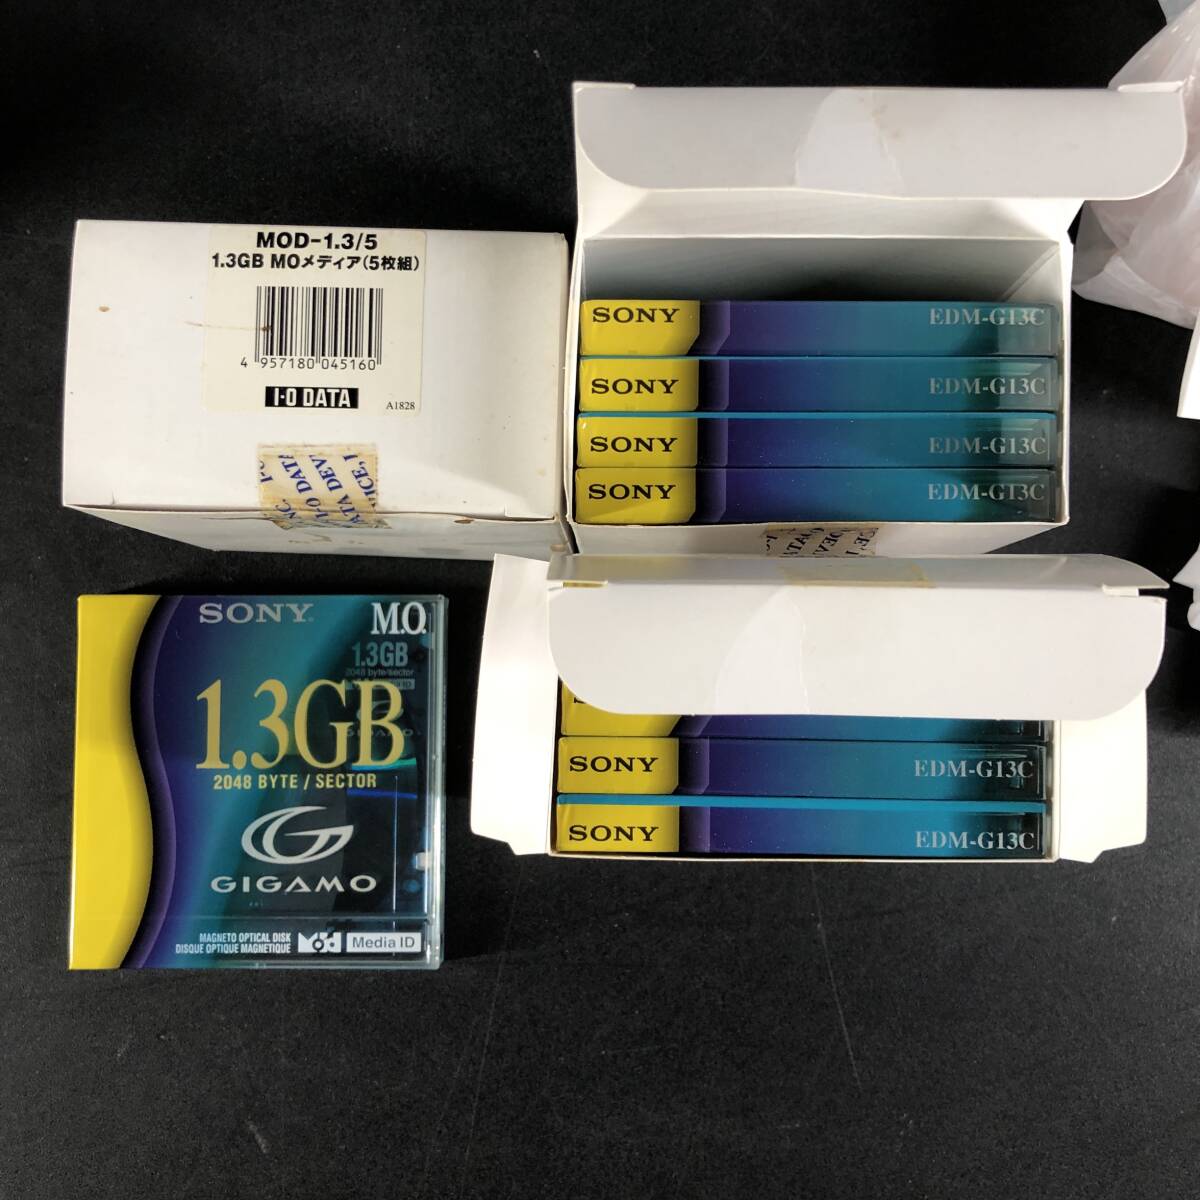 MOD-1.3/5
1.3GB MOメディア(5枚組)
4 957180 045160
I-O DATA
A1828
I-O DATA
DEV
SONY EDM-G13C
SONY EDM-G13C
SONY EDM-G13C
SONY EDM-G13C
SONY EDM-G13C
SONY EDM-G13C
SONY
M.O.
1.3GB
2048 byte/sector
1.3GB
2048 BYTE / SECTOR
GIGAMO
MAGNETO OPTICAL DISK
DISQUE OPTIQUE MAGNETIQUE
Media ID